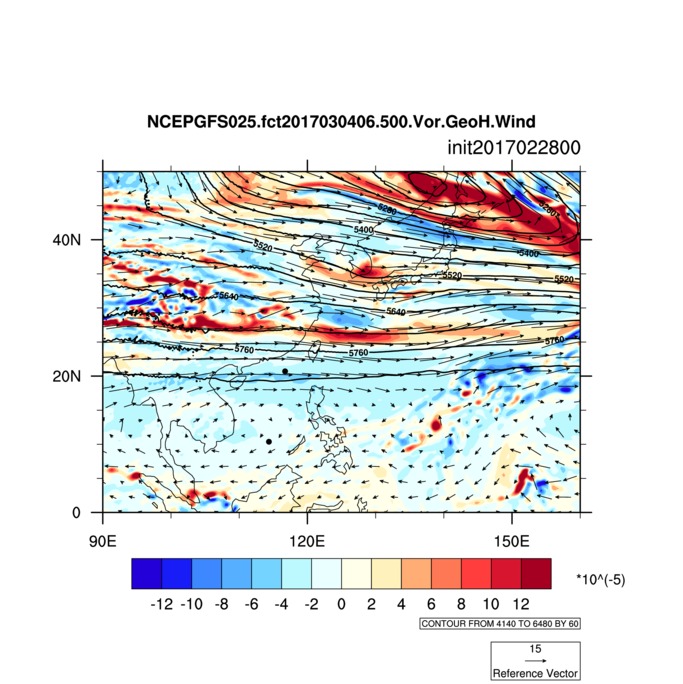 NCEPGFS025.fct2017030406.500.Vor.GeoH.Wind
init2017022800
5280
5280
5400
5400
40N
5520
5520
5520
5640
5640
5760
5760
5760
20N
0
90E 120E 150E
-12 -10 -8 -6 -4 -2 0 2 4 6 8 10 12
*10^(-5)
CONTOUR FROM 4140 TO 6480 BY 60
15
Reference Vector